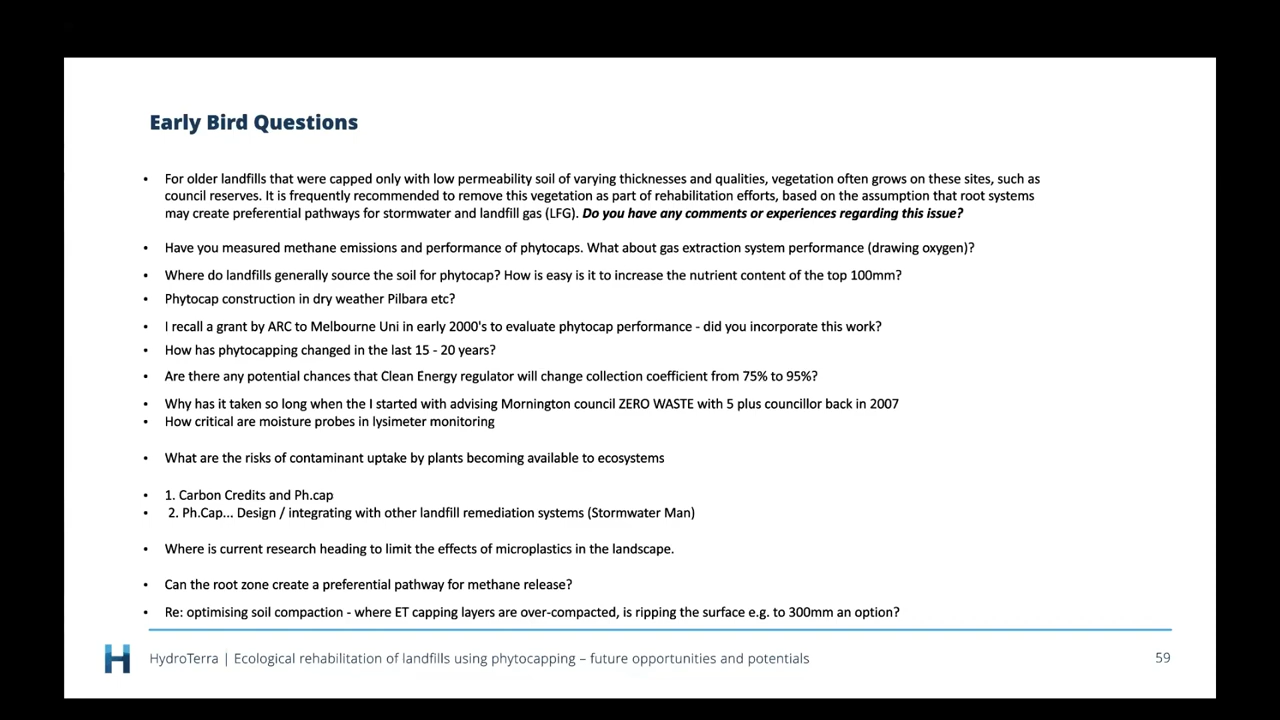 Early Bird Questions
• For older landfills that were capped only with low permeability soil of varying thicknesses and qualities, vegetation often grows on these sites, such as
council reserves. It is frequently recommended to remove this vegetation as part of rehabilitation efforts, based on the assumption that root systems
may create preferential pathways for stormwater and landfill gas (LFG). Do you have any comments or experiences regarding this issue?
• Have you measured methane emissions and performance of phytocaps. What about gas extraction system performance (drawing oxygen)?
• Where do landfills generally source the soil for phytocap? How is easy is it to increase the nutrient content of the top 100mm?
• Phytocap construction in dry weather Pilbara etc?
• I recall a grant by ARC to Melbourne Uni in early 2000's to evaluate phytocap performance - did you incorporate this work?
• How has phytocapping changed in the last 15 - 20 years?
• Are there any potential chances that Clean Energy regulator will change collection coefficient from 75% to 95%?
• Why has it taken so long when the I started with advising Mornington council ZERO WASTE with 5 plus councillor back in 2007
• How critical are moisture probes in lysimeter monitoring
• What are the risks of contaminant uptake by plants becoming available to ecosystems
• 1. Carbon Credits and Ph.cap
• 2. Ph.Cap... Design / integrating with other landfill remediation systems (Stormwater Man)
• Where is current research heading to limit the effects of microplastics in the landscape.
• Can the root zone create a preferential pathway for methane release?
• Re: optimising soil compaction - where ET capping layers are over-compacted, is ripping the surface e.g. to 300mm an option?
H HydroTerra | Ecological rehabilitation of landfills using phytocapping – future opportunities and potentials 59